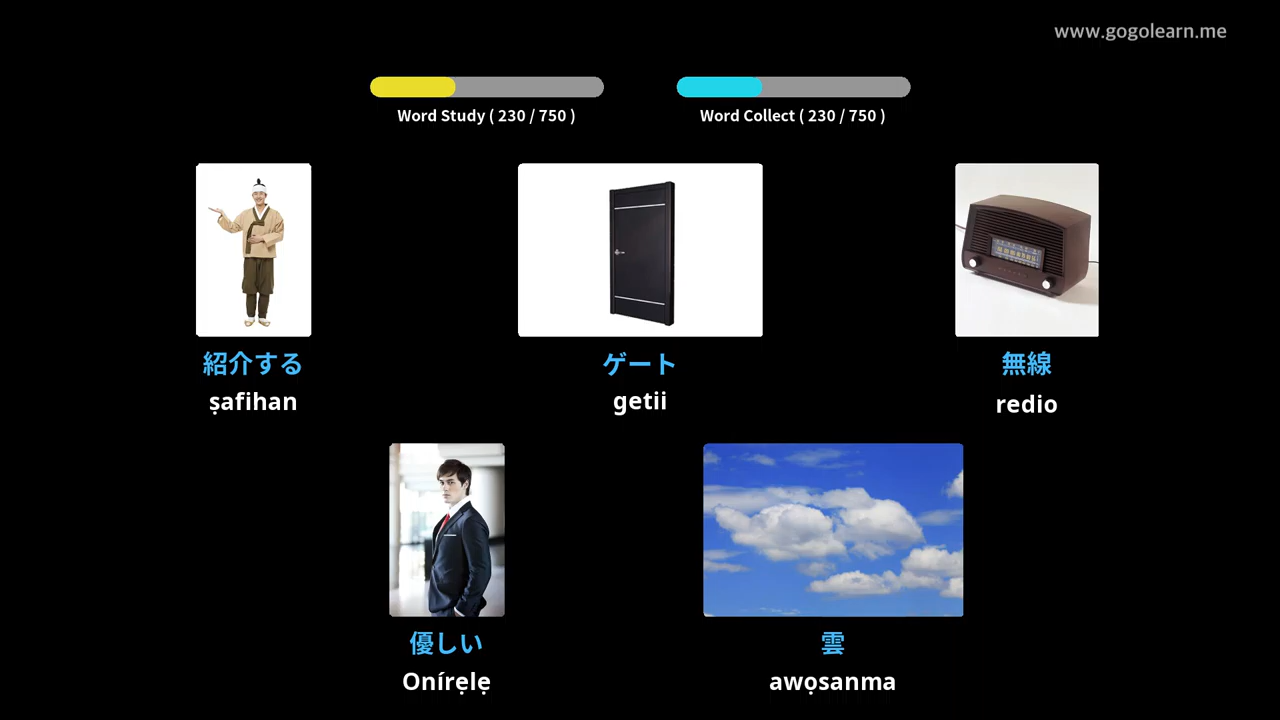 www.gogolearn.me
Word Study ( 230 / 750 )
Word Collect ( 230 / 750 )
紹介する
ṣafihan
ゲート
getii
無線
redio
優しい
Onírẹlẹ
雲
awọsanma